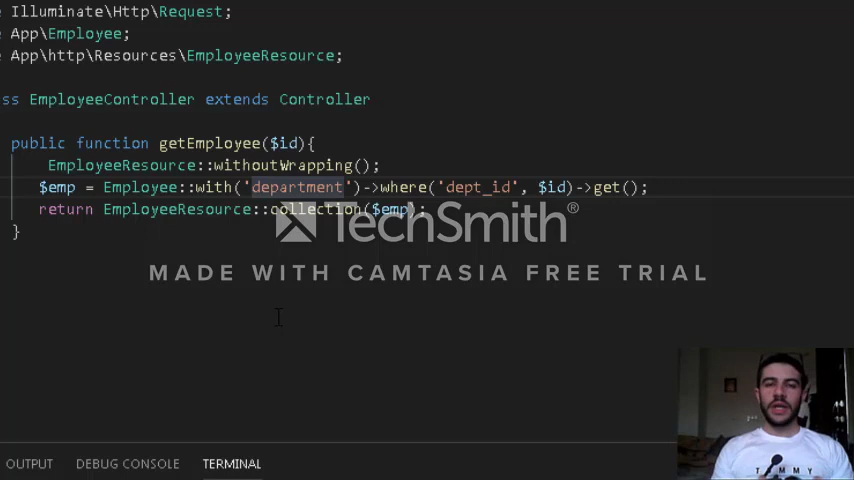 Illuminate\Http\Request;
App\Employee;
App\http\Resources\EmployeeResource;
ss EmployeeController extends Controller
public function getEmployee($id){
EmployeeResource::withoutWrapping();
$emp = Employee::with('department')->where('dept_id', $id)->get();
return EmployeeResource::collection($emp);
}
TechSmith®
MADE WITH CAMTASIA FREE TRIAL
OUTPUT DEBUG CONSOLE TERMINAL
TOMMY